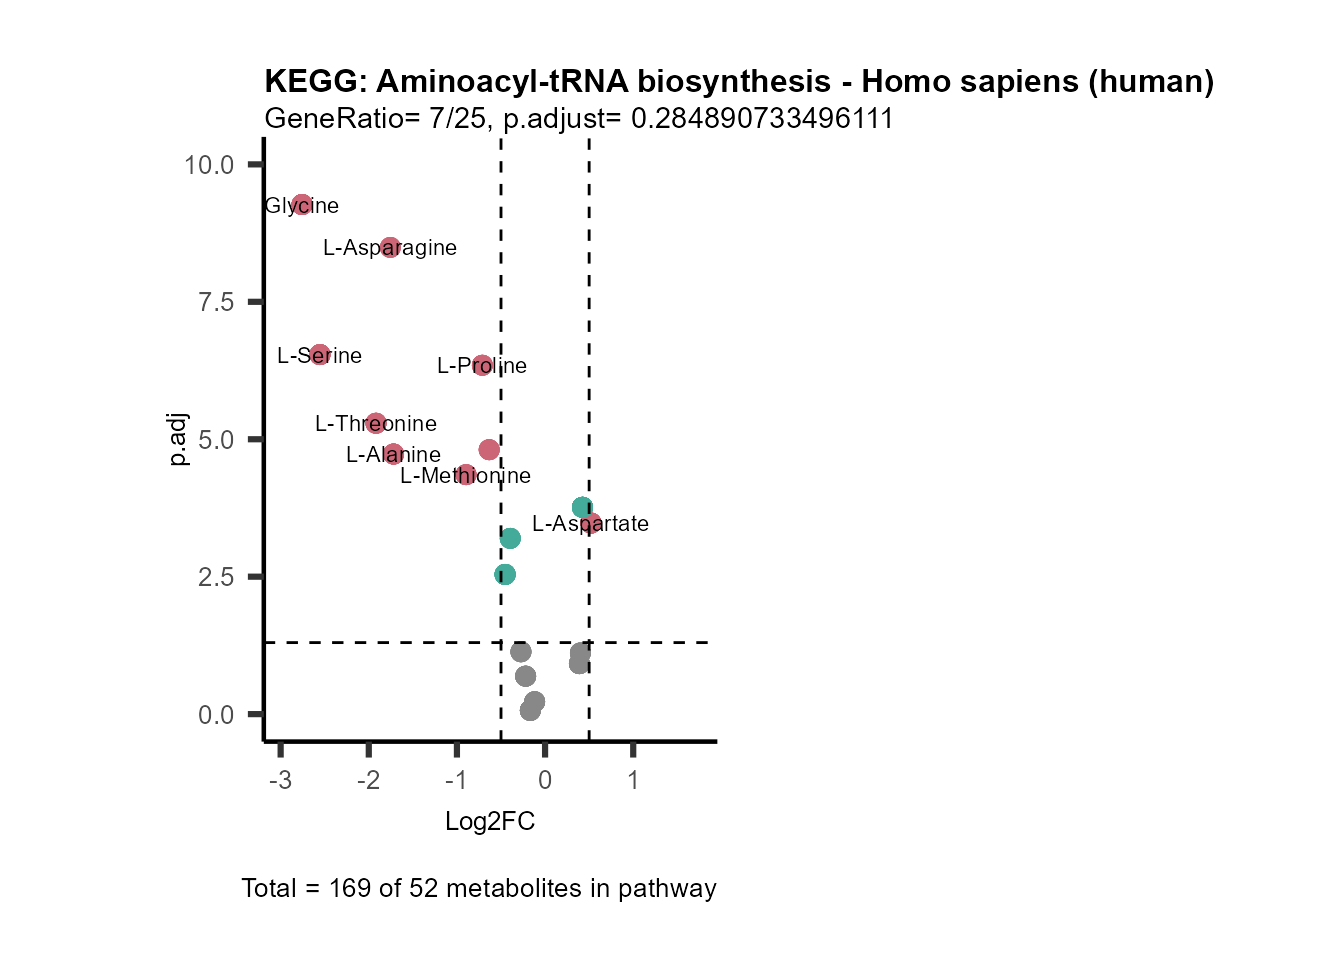 KEGG: Aminoacyl-tRNA biosynthesis - Homo sapiens (human)
GeneRatio= 7/25, p.adjust= 0.284890733496111
10.0
Glycine
L-Asparagine
7.5
L-Serine
L-Proline
L-Threonine
5.0
L-Alanine
L-Methionine
p.adj
L-Aspartate
2.5
0.0
-3 -2 -1 0 1
Log2FC
Total = 169 of 52 metabolites in pathway